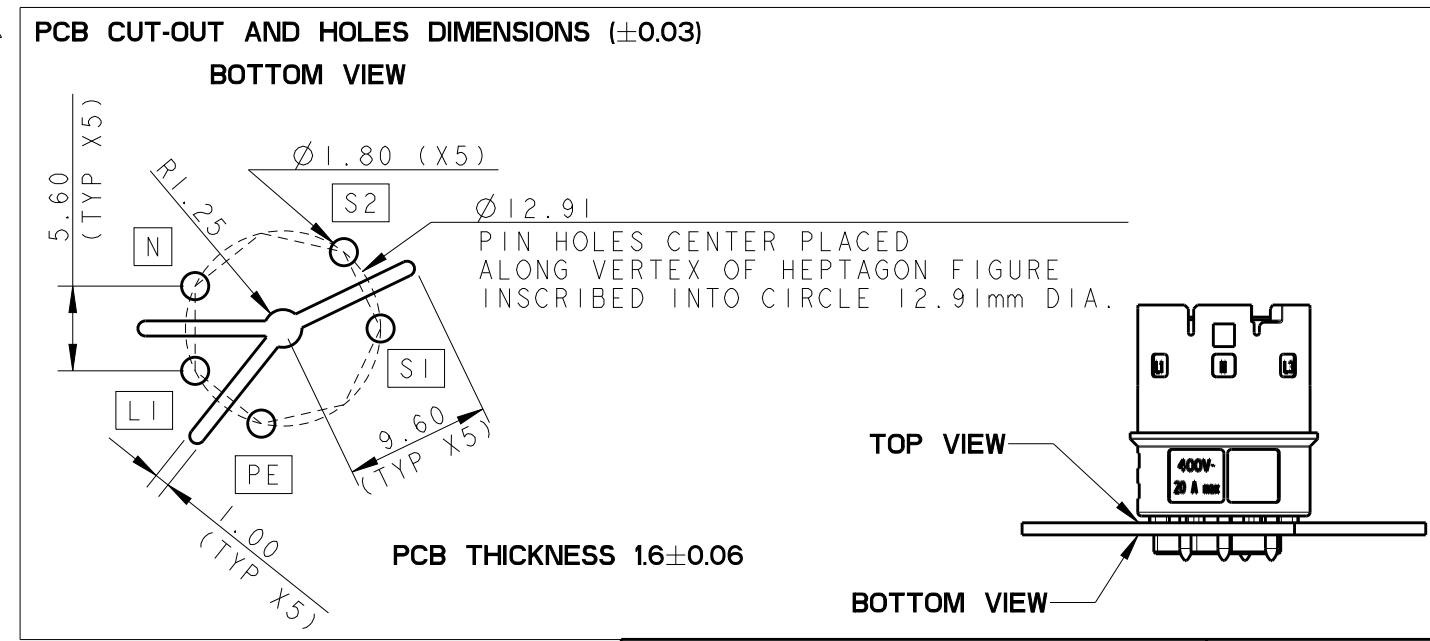 PCB CUT-OUT AND HOLES DIMENSIONS (±0.03)
BOTTOM VIEW
5.60
(TYP X5)
R1.25
Ø1.80 (X5)
S2
Ø12.91
PIN HOLES CENTER PLACED
ALONG VERTEX OF HEPTAGON FIGURE
INSCRIBED INTO CIRCLE 12.91mm DIA.
N
S1
L1
9.60
(TYP X5)
PE
1.00
(TYP X5)
PCB THICKNESS 1.6±0.06
L1
N
L3
TOP VIEW
400V~
20 A max
BOTTOM VIEW